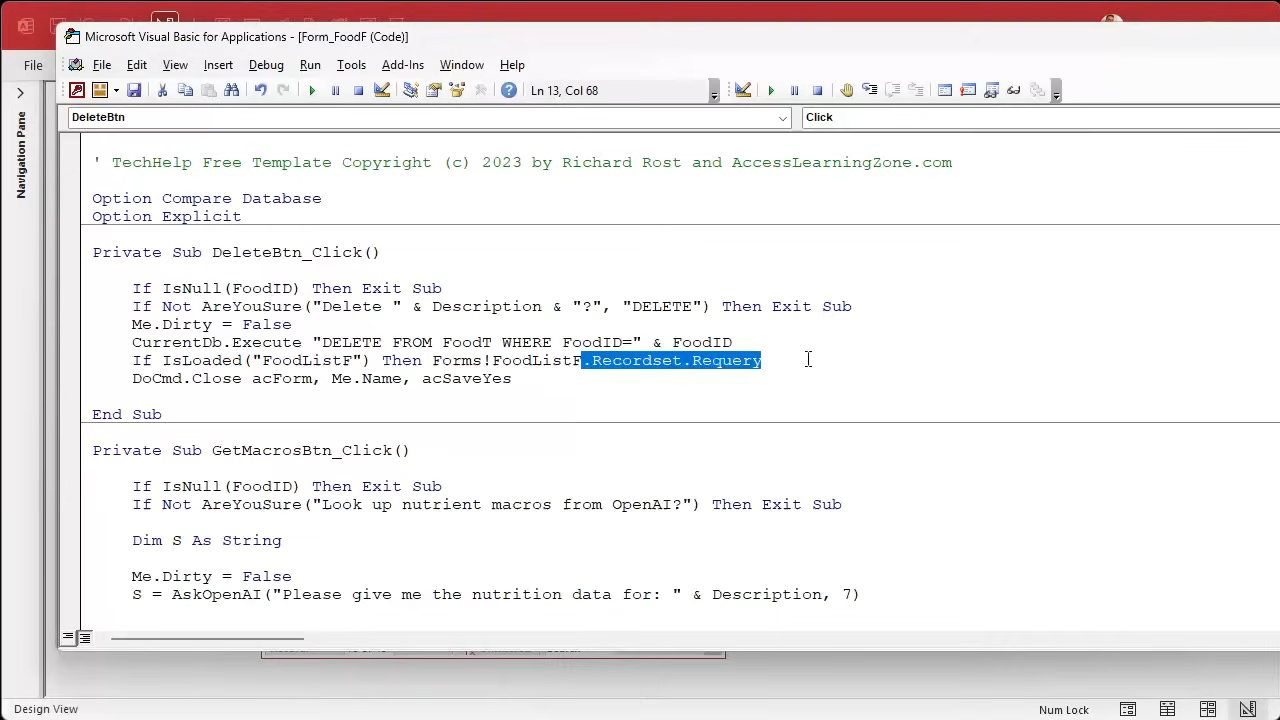 File
Navigation Pane
Microsoft Visual Basic for Applications - [Form_FoodF (Code)]
File Edit View Insert Debug Run Tools Add-Ins Window Help
Ln 13, Col 68
DeleteBtn Click
' TechHelp Free Template Copyright (c) 2023 by Richard Rost and AccessLearningZone.com
Option Compare Database
Option Explicit
Private Sub DeleteBtn_Click()
If IsNull(FoodID) Then Exit Sub
If Not AreYouSure("Delete " & Description & "?", "DELETE") Then Exit Sub
Me.Dirty = False
CurrentDb.Execute "DELETE FROM FoodT WHERE FoodID=" & FoodID
If IsLoaded("FoodListF") Then Forms!FoodListF.Recordset.Requery
DoCmd.Close acForm, Me.Name, acSaveYes
End Sub
Private Sub GetMacrosBtn_Click()
If IsNull(FoodID) Then Exit Sub
If Not AreYouSure("Look up nutrient macros from OpenAI?") Then Exit Sub
Dim S As String
Me.Dirty = False
S = AskOpenAI("Please give me the nutrition data for: " & Description, 7)
Design View
Num Lock